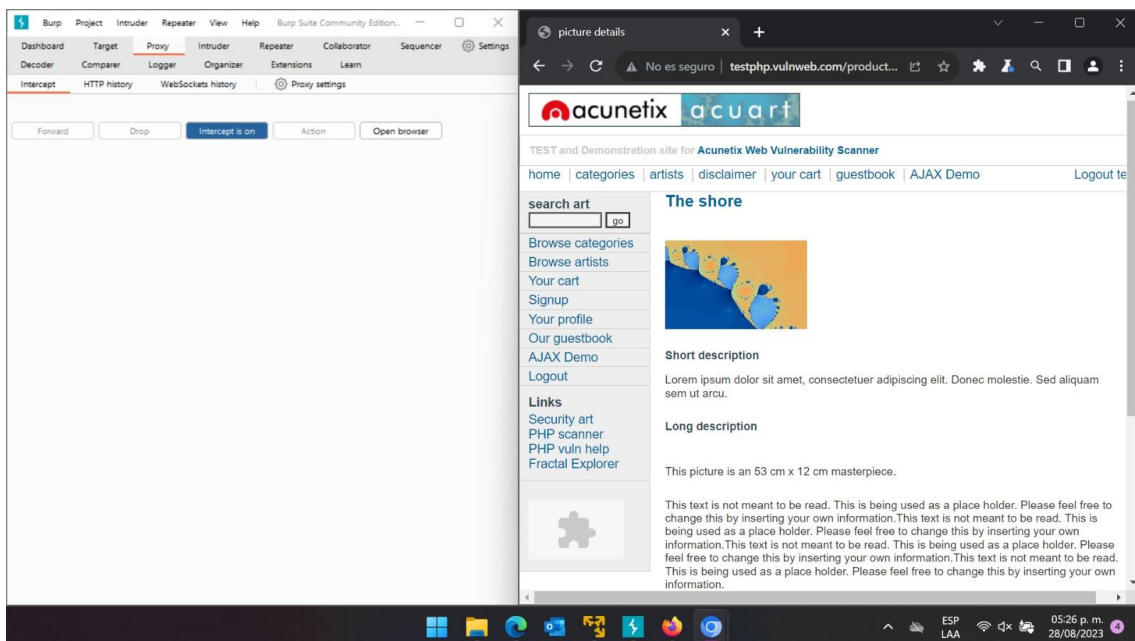 Burp Project Intruder Repeater View Help Burp Suite Community Edition...
Dashboard Target Proxy Intruder Repeater Collaborator Sequencer Settings
Decoder Comparer Logger Organizer Extensions Learn
Intercept HTTP history WebSockets history Proxy settings
Forward Drop Intercept is on Action Open browser
picture details
No es seguro | testphp.vulnweb.com/product...
acunetix acuart
TEST and Demonstration site for Acunetix Web Vulnerability Scanner
home | categories | artists | disclaimer | your cart | guestbook | AJAX Demo Logout te
search art
go
Browse categories
Browse artists
Your cart
Signup
Your profile
Our guestbook
AJAX Demo
Logout
Links
Security art
PHP scanner
PHP vuln help
Fractal Explorer
The shore
Short description
Lorem ipsum dolor sit amet, consectetuer adipiscing elit. Donec molestie. Sed aliquam
sem ut arcu.
Long description
This picture is an 53 cm x 12 cm masterpiece.
This text is not meant to be read. This is being used as a place holder. Please feel free to
change this by inserting your own information.This text is not meant to be read. This is
being used as a place holder. Please feel free to change this by inserting your own
information.This text is not meant to be read. This is being used as a place holder. Please
feel free to change this by inserting your own information.This text is not meant to be read.
This is being used as a place holder. Please feel free to change this by inserting your own
information.
ESP
LAA
05:26 p. m.
28/08/2023
4